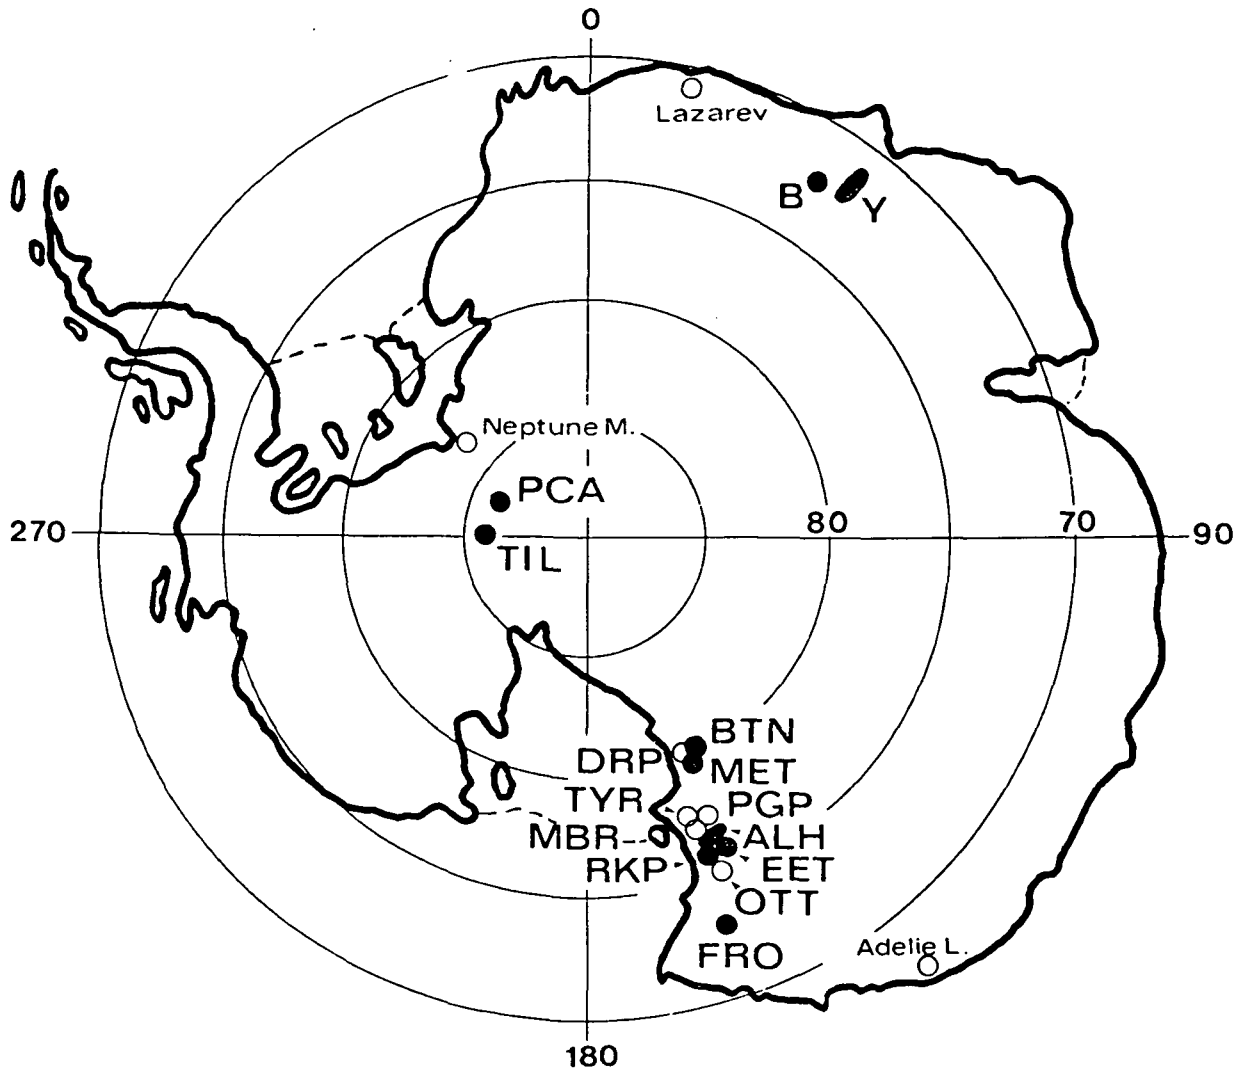 0
Lazarev
B
Y
Neptune M.
PCA
270
80
70
90
TIL
BTN
DRP
MET
TYR
PGP
MBR
ALH
RKP
EET
OTT
Adelie L.
FRO
180